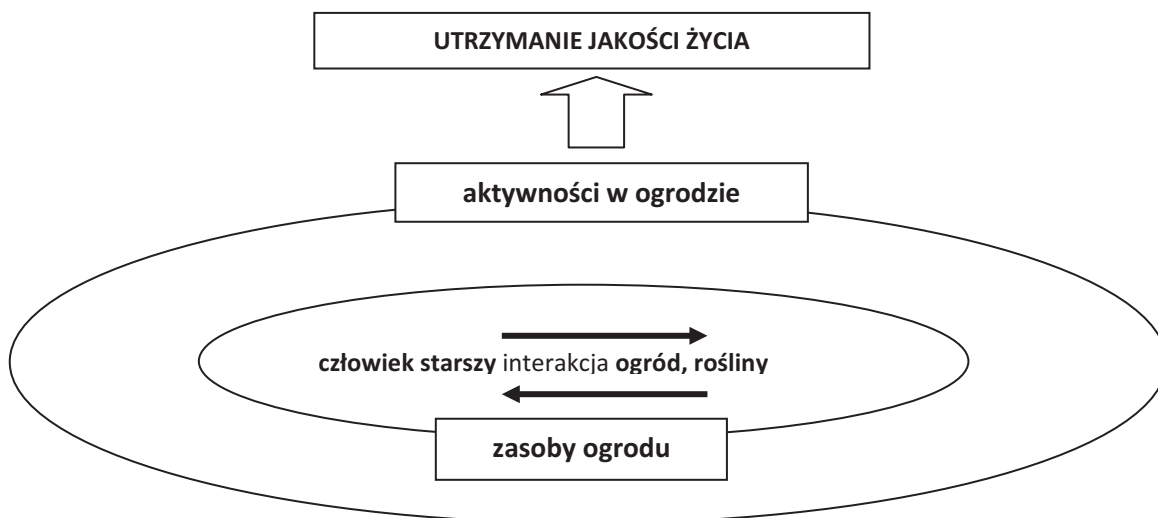 UTRZYMANIE JAKOŚCI ŻYCIA
aktywności w ogrodzie
człowiek starszy interakcja ogród, rośliny
zasoby ogrodu